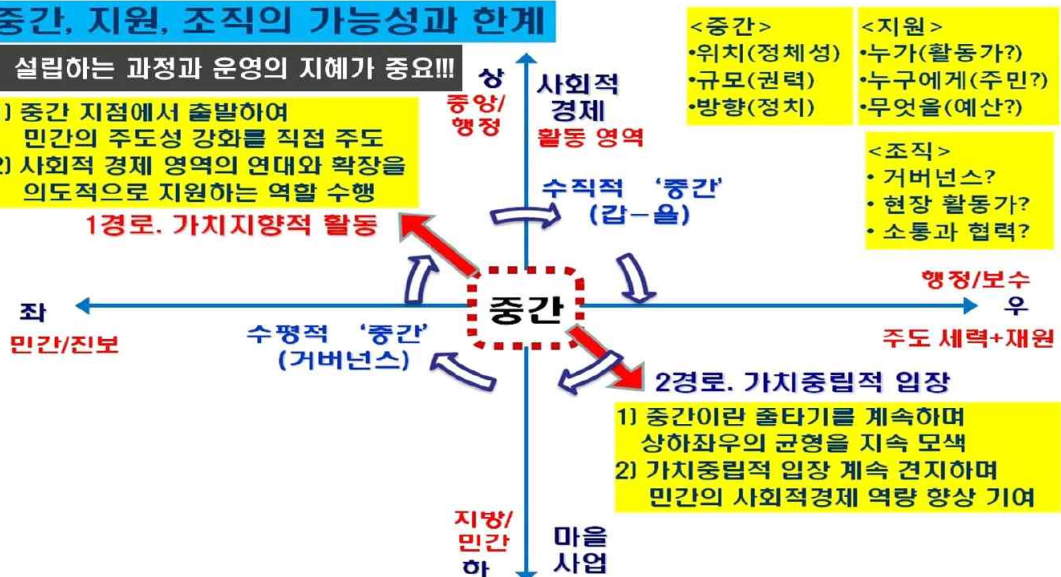 중간, 지원, 조직의 가능성과 한계
설립하는 과정과 운영의 지혜가 중요!!!
1) 중간 지점에서 출발하여
민간의 주도성 강화를 직접 주도
2) 사회적 경제 영역의 연대와 확장을
의도적으로 지원하는 역할 수행
1경로. 가치지향적 활동
상
중앙/
행정
사회적
경제
활동 영역
수직적 '중간'
(갑-을)
<중간>
•위치(정체성)
•규모(권력)
•방향(정치)
<지원>
•누가(활동가?)
•누구에게(주민?)
•무엇을(예산?)
<조직>
• 거버넌스?
• 현장 활동가?
• 소통과 협력?
좌
민간/진보
수평적 '중간'
(거버넌스)
중간
행정/보수
우
주도 세력+재원
2경로. 가치중립적 입장
1) 중간이란 줄타기를 계속하며
상하좌우의 균형을 지속 모색
2) 가치중립적 입장 계속 견지하며
민간의 사회적경제 역량 향상 기여
지방/
민간
하
마을
사업